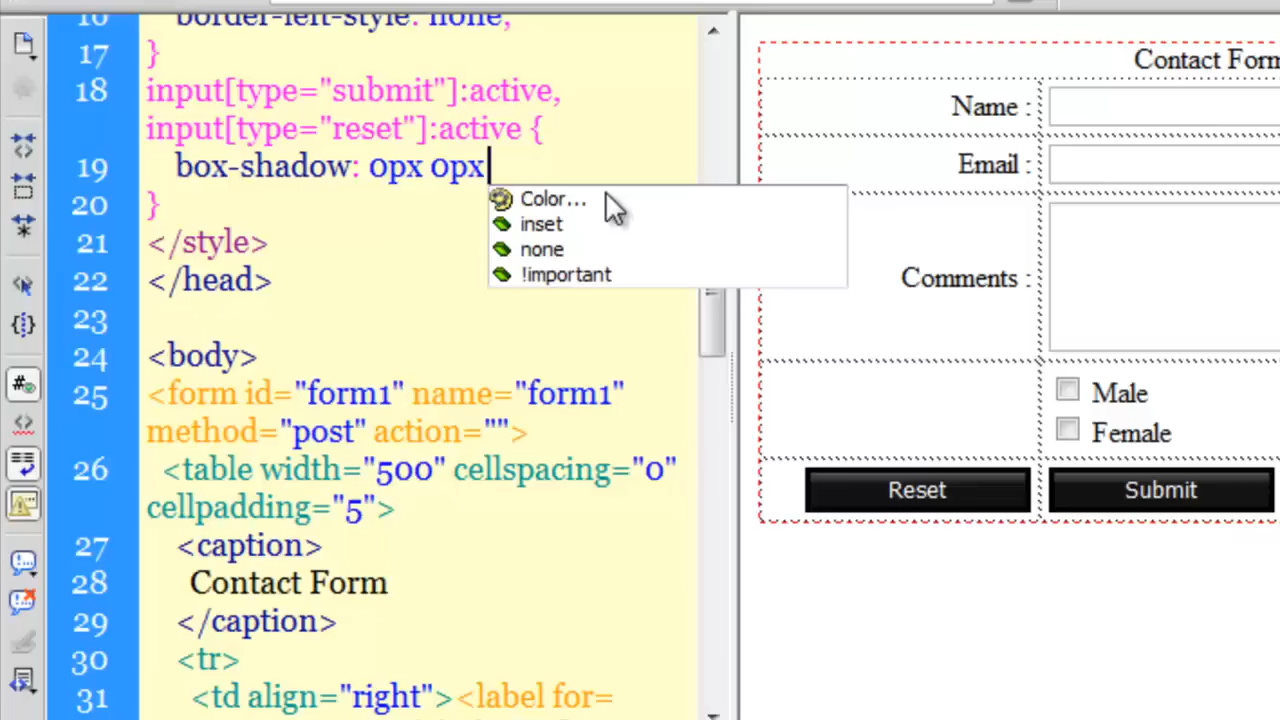 16 border-left-style: none;
17 }
18 input[type="submit"]:active,
input[type="reset"]:active {
19 box-shadow: 0px 0px
20 }
21 </style>
22 </head>
23
24 <body>
25 <form id="form1" name="form1"
method="post" action="">
26 <table width="500" cellspacing="0"
cellpadding="5">
27 <caption>
28 Contact Form
29 </caption>
30 <tr>
31 <td align="right"><label for=
Color...
inset
none
!important
Contact Form
Name :
Email :
Comments :
Male
Female
Reset Submit